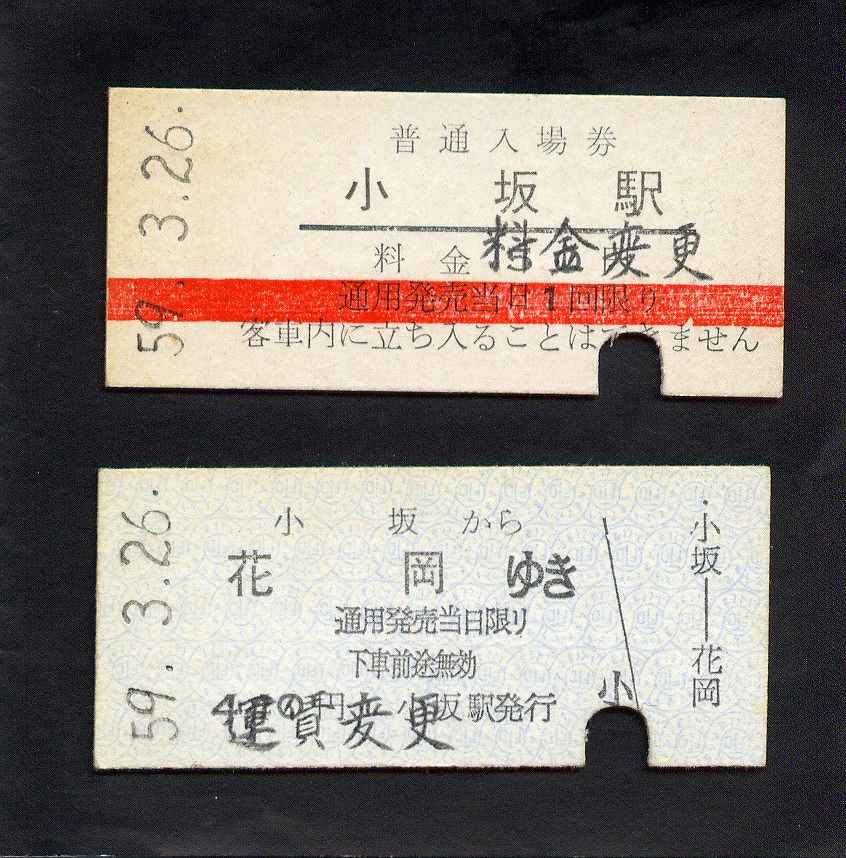 59. 3.26.
普通入場券
小坂駅
料金 料金変更
通用発売当日1回限り
客車内に立ち入ることはできません
59. 3.26.
小坂から
花岡ゆき
通用発売当日限り
下車前途無効
運賃変更 円 小坂駅発行
小
小坂―花岡